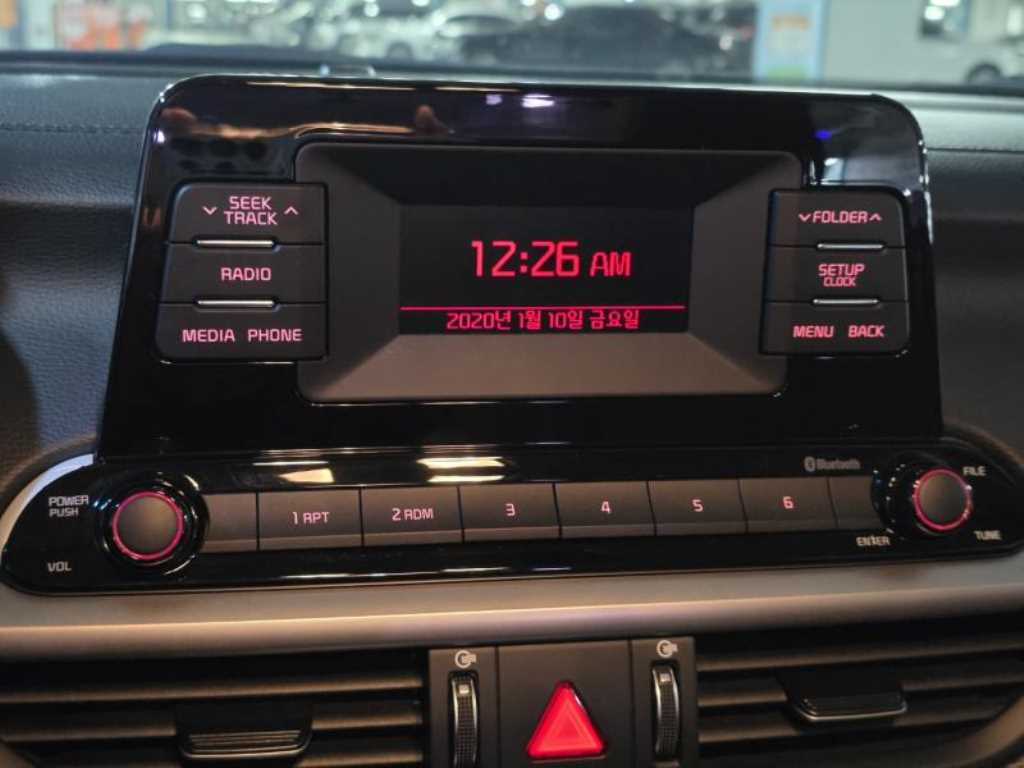 SEEK
TRACK
RADIO
MEDIA PHONE
12:26 AM
2020년 1월 10일 금요일
FOLDER
SETUP
CLOCK
MENU BACK
Bluetooth
POWER
PUSH
VOL
1 RPT
2 RDM
3
4
5
6
FILE
ENTER
TUNE